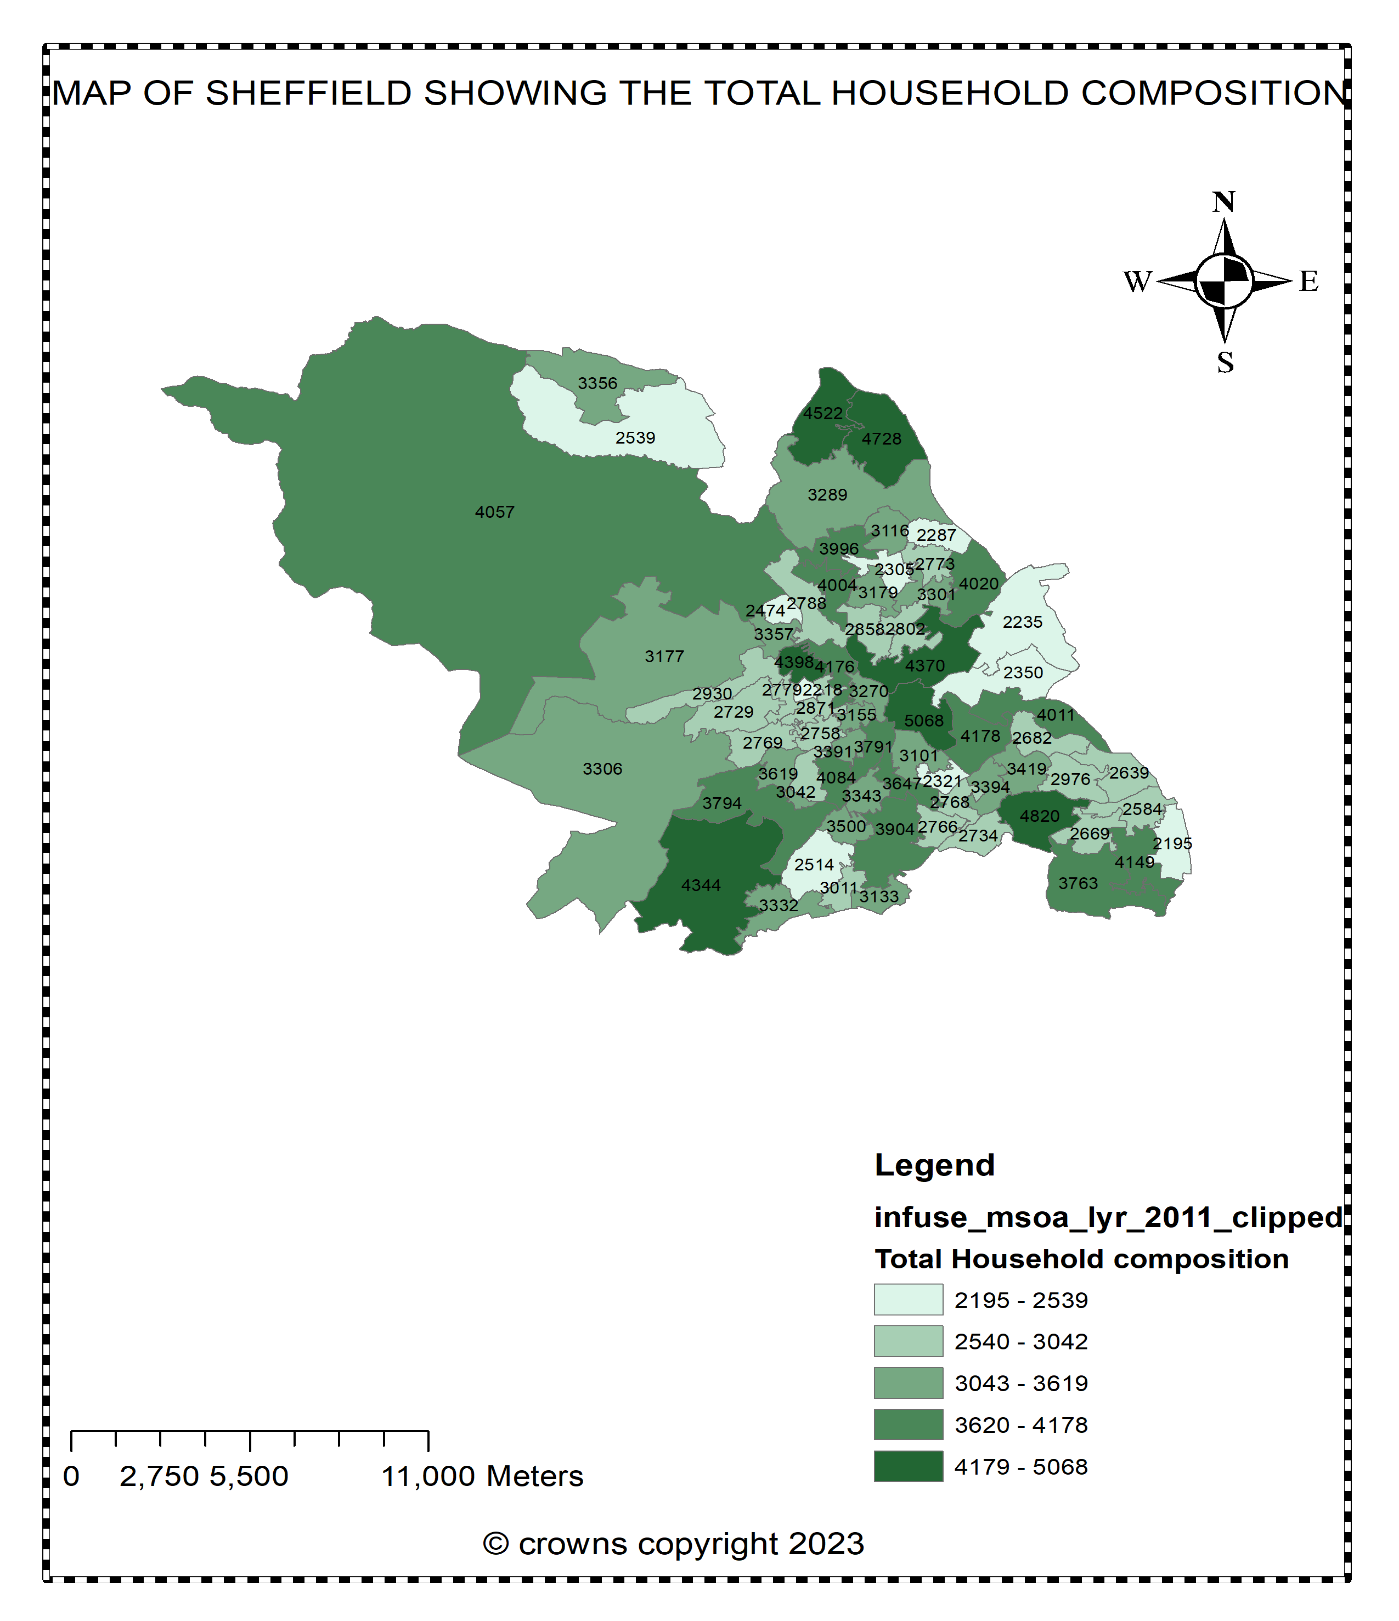 MAP OF SHEFFIELD SHOWING THE TOTAL HOUSEHOLD COMPOSITION
N
W E
S
3356
4522
2539
4728
3289
4057
3116 2287
3996
2305 2773
4004 3179 3301 4020
2474 2788
2858 2802 2235
3357
3177 4398 4176 4370 2350
2930 2779 2218 3270
2729 2871 3155 5068 4011
2769 2758 4178 2682
3391 3791 3101
3306 3619 4084 3419 2976 2639
3042 3343 3647 2321 3394
3794 2768 2584
3500 3904 2766 2734 4820 2669
2195
2514 4149
4344 3011 3133 3763
3332
Legend
infuse_msoa_lyr_2011_clipped
Total Household composition
2195 - 2539
2540 - 3042
3043 - 3619
3620 - 4178
4179 - 5068
0 2,750 5,500 11,000 Meters
© crowns copyright 2023